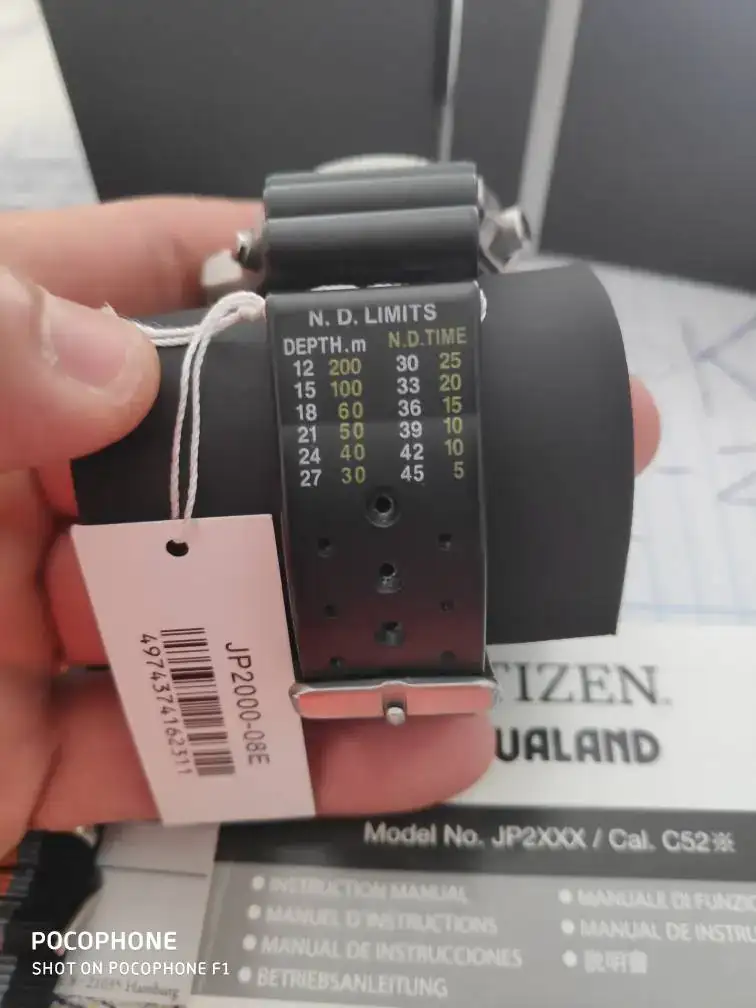 N. D. LIMITS
DEPTH.m N.D.TIME
12 200 30 25
15 100 33 20
18 60 36 15
21 50 39 10
24 40 42 10
27 30 45 5
JP2000-08E
4974374162311
TIZEN.
UALAND
Model No. JP2XXX / Cal. C52※
● INSTRUCTION MANUAL
● MANUEL D'INSTRUCTIONS
● MANUAL DE INSTRUCCIONES
● BETRIEBSANLEITUNG
● MANUALE DI FUNZIO
● MANUAL DE INSTRU
● 説明書
21035 Hamburg
POCOPHONE
SHOT ON POCOPHONE F1